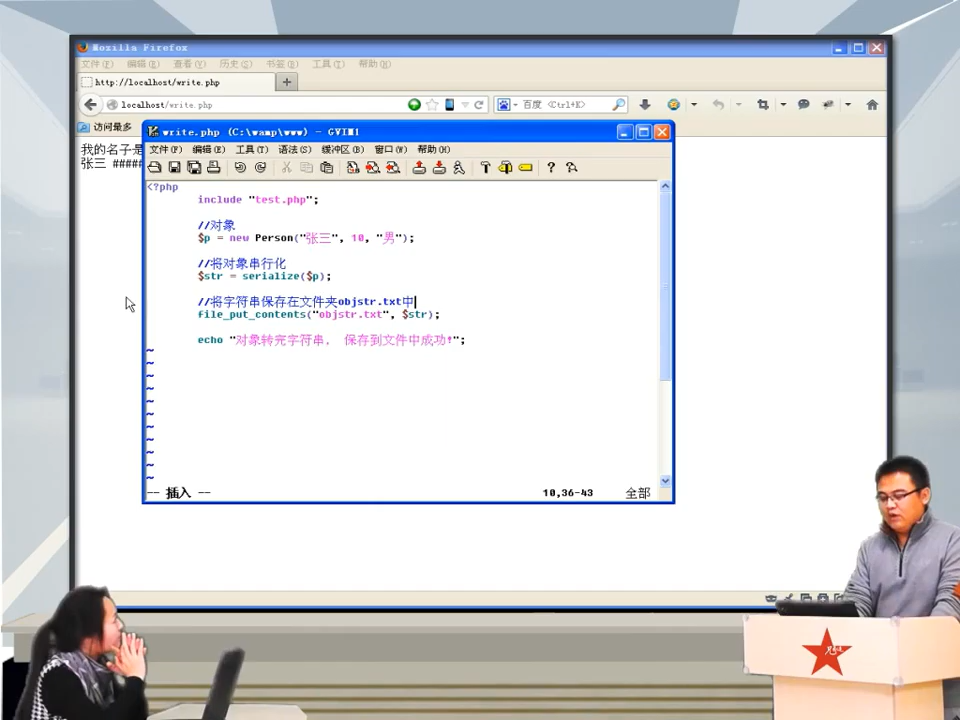 Mozilla Firefox
文件(F) 编辑(E) 查看(V) 历史(S) 书签(B) 工具(T) 帮助(H)
http://localhost/write.php
localhost/write.php
百度 <Ctrl+K>
访问最多
我的名子是
张三 #####
write.php (C:\wamp\www) - GVIM1
文件(F) 编辑(E) 工具(T) 语法(S) 缓冲区(B) 窗口(W) 帮助(H)
<?php
include "test.php";
//对象
$p = new Person("张三", 10, "男");
//将对象串行化
$str = serialize($p);
//将字符串保存在文件夹objstr.txt中
file_put_contents("objstr.txt", $str);
echo "对象转完字符串， 保存到文件中成功!";
~
~
~
~
~
~
~
~
~
~
~
-- 插入 --
10,36-43 全部